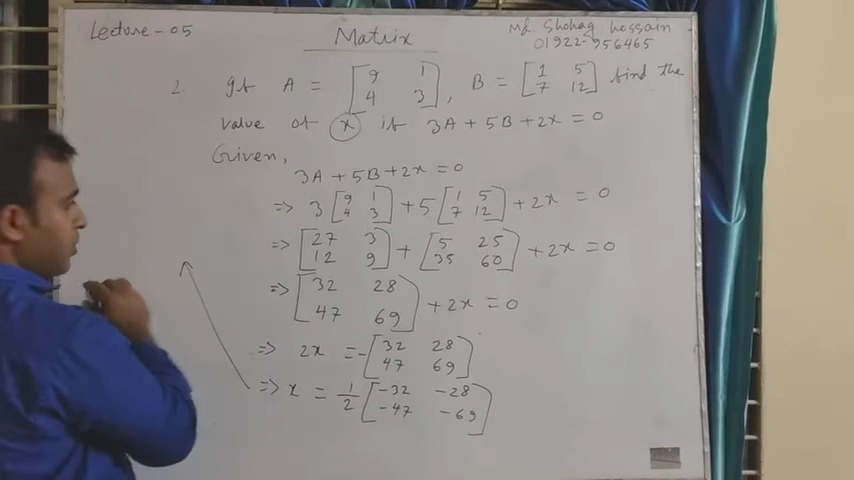 Lecture-05
Matrix
Md. Shohag Hossain
01922-956465
2. If A = [9 1; 4 3], B = [1 5; 7 12] find the
value of x if 3A + 5B + 2x = 0
Given,
3A + 5B + 2x = 0
=> 3 [9 1; 4 3] + 5 [1 5; 7 12] + 2x = 0
=> [27 3; 12 9] + [5 25; 35 60] + 2x = 0
=> [32 28; 47 69] + 2x = 0
=> 2x = -[32 28; 47 69]
=> x = 1/2 [-32 -28; -47 -69]